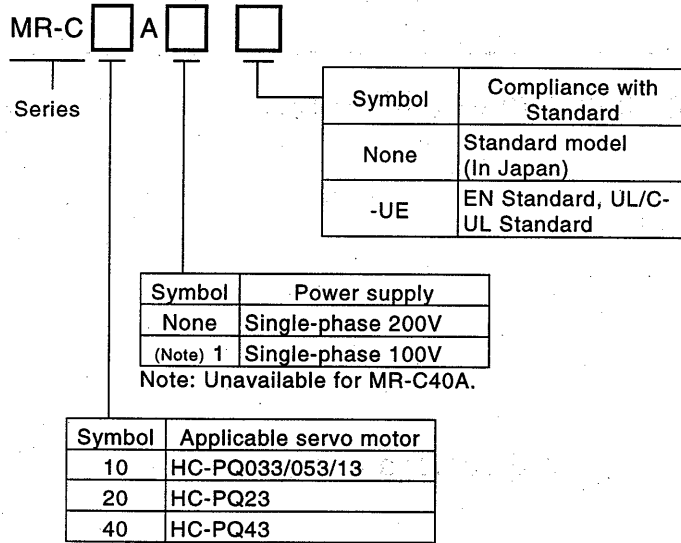 MR-C A
Series
Symbol Compliance with Standard
None Standard model (In Japan)
-UE EN Standard, UL/C-UL Standard
Symbol Power supply
None Single-phase 200V
(Note) 1 Single-phase 100V
Note: Unavailable for MR-C40A.
Symbol Applicable servo motor
10 HC-PQ033/053/13
20 HC-PQ23
40 HC-PQ43